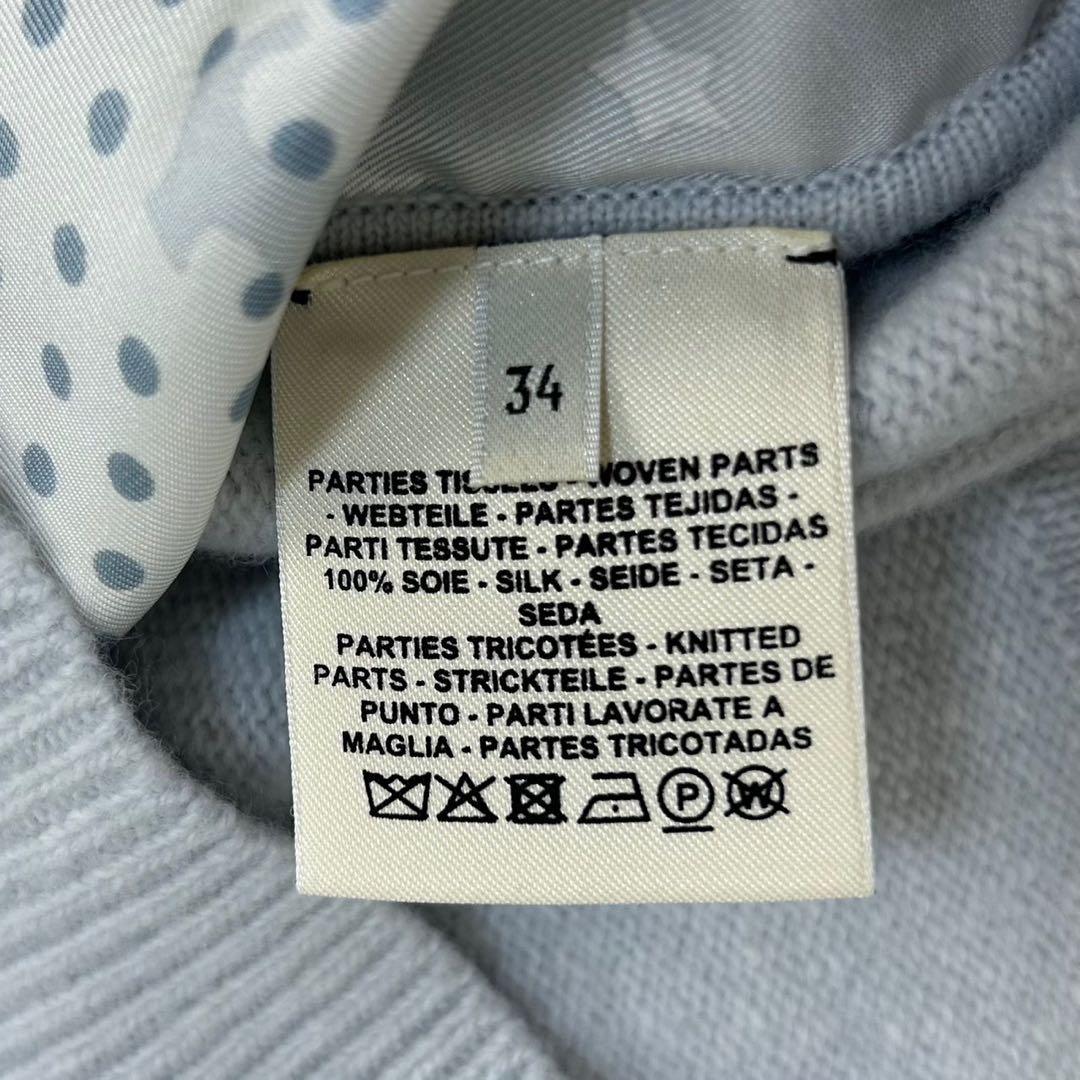 34
PARTIES - WOVEN PARTS
- WEBTEILE - PARTES TEJIDAS -
PARTI TESSUTE - PARTES TECIDAS
100% SOIE - SILK - SEIDE - SETA -
SEDA
PARTIES TRICOTÉES - KNITTED
PARTS - STRICKTEILE - PARTES DE
PUNTO - PARTI LAVORATE A
MAGLIA - PARTES TRICOTADAS
P
W